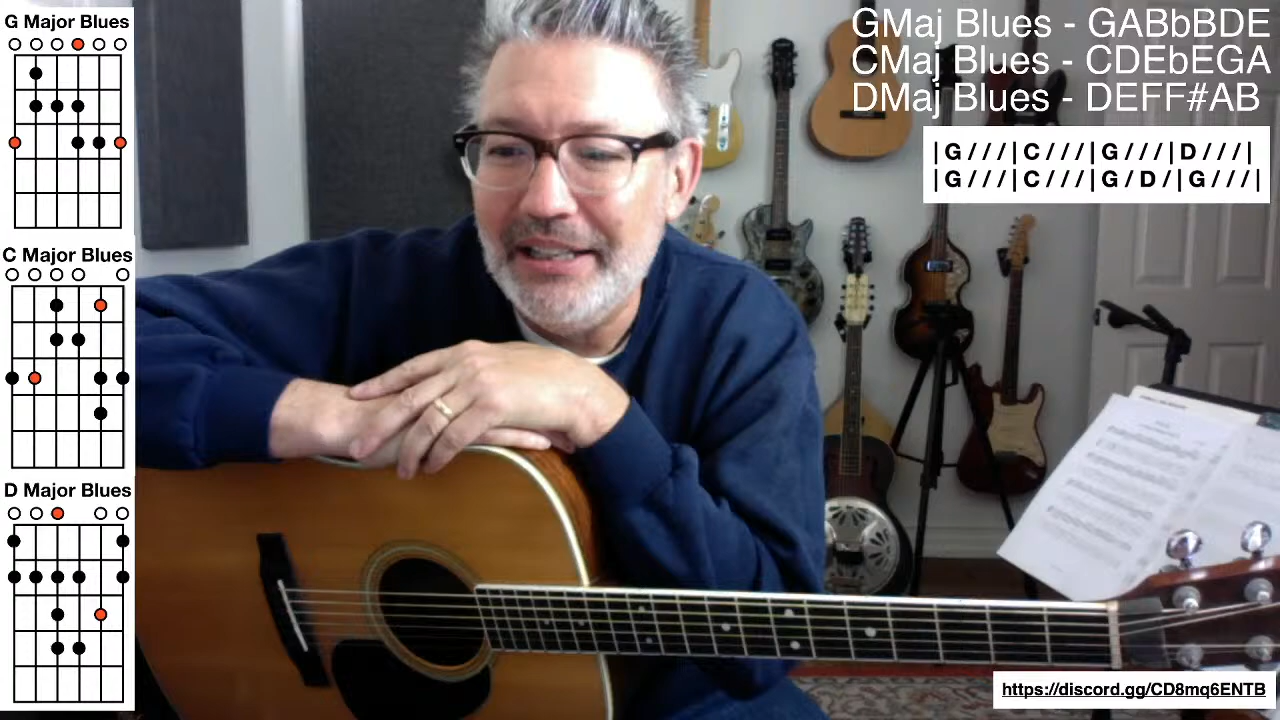 G Major Blues
C Major Blues
D Major Blues
GMaj Blues - GABbBDE
CMaj Blues - CDEbEGA
DMaj Blues - DEFF#AB
| G / / / | C / / / | G / / / | D / / / |
| G / / / | C / / / | G / D / | G / / / |
https://discord.gg/CD8mq6ENTB